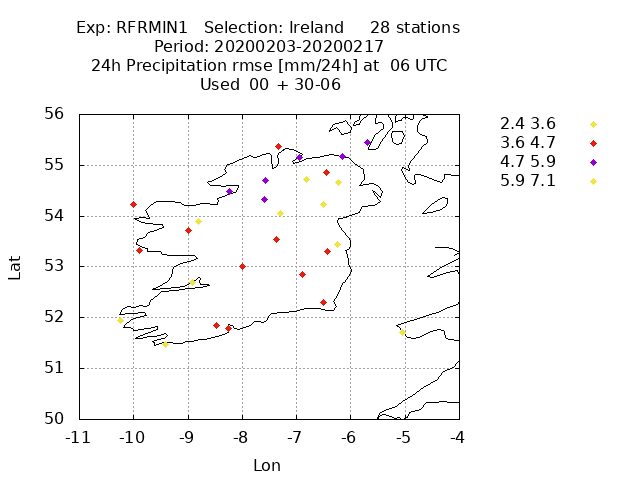 Exp: RFRMIN1 Selection: Ireland 28 stations
Period: 20200203-20200217
24h Precipitation rmse [mm/24h] at 06 UTC
Used 00 + 30-06
56
55
54
53
52
51
50
-11 -10 -9 -8 -7 -6 -5 -4
Lat
Lon
2.4 3.6
3.6 4.7
4.7 5.9
5.9 7.1